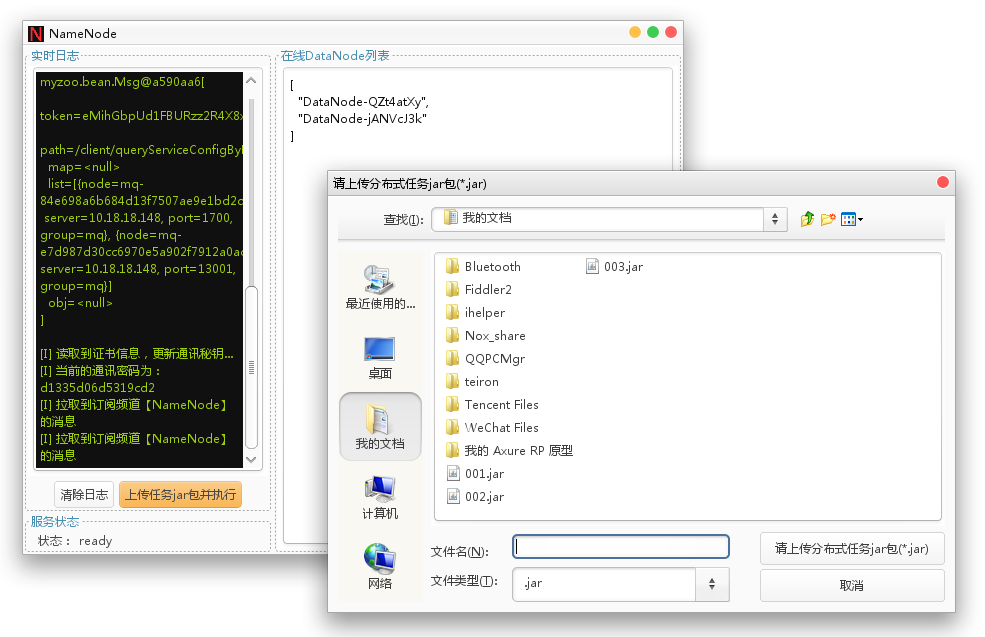 NameNode
实时日志
myzoo.bean.Msg@a590aa6[
token=eMihGbpUd1FBURzz2R4X8
path=/client/queryServiceConfigBy
map=<null>
list=[{node=mq-
84e698a6b684d13f7507ae9e1bd2
server=10.18.18.148, port=1700,
group=mq}, {node=mq-
e7d987d30cc6970e5a902f7912a0a
server=10.18.18.148, port=13001,
group=mq}]
obj=<null>
]
[I] 读取到证书信息，更新通讯秘钥...
[I] 当前的通讯密码为：
d1335d06d5319cd2
[I] 拉取到订阅频道【NameNode】
的消息
[I] 拉取到订阅频道【NameNode】
的消息
清除日志
上传任务jar包并执行
服务状态
状态： ready
在线DataNode列表
[
"DataNode-QZt4atXy",
"DataNode-jANVcJ3k"
]
请上传分布式任务jar包(*.jar)
查找(I):
我的文档
最近使用的...
桌面
我的文档
计算机
网络
Bluetooth
Fiddler2
ihelper
Nox_share
QQPCMgr
teiron
Tencent Files
WeChat Files
我的 Axure RP 原型
001.jar
002.jar
003.jar
文件名(N):
请上传分布式任务jar包(*.jar)
文件类型(T):
.jar
取消